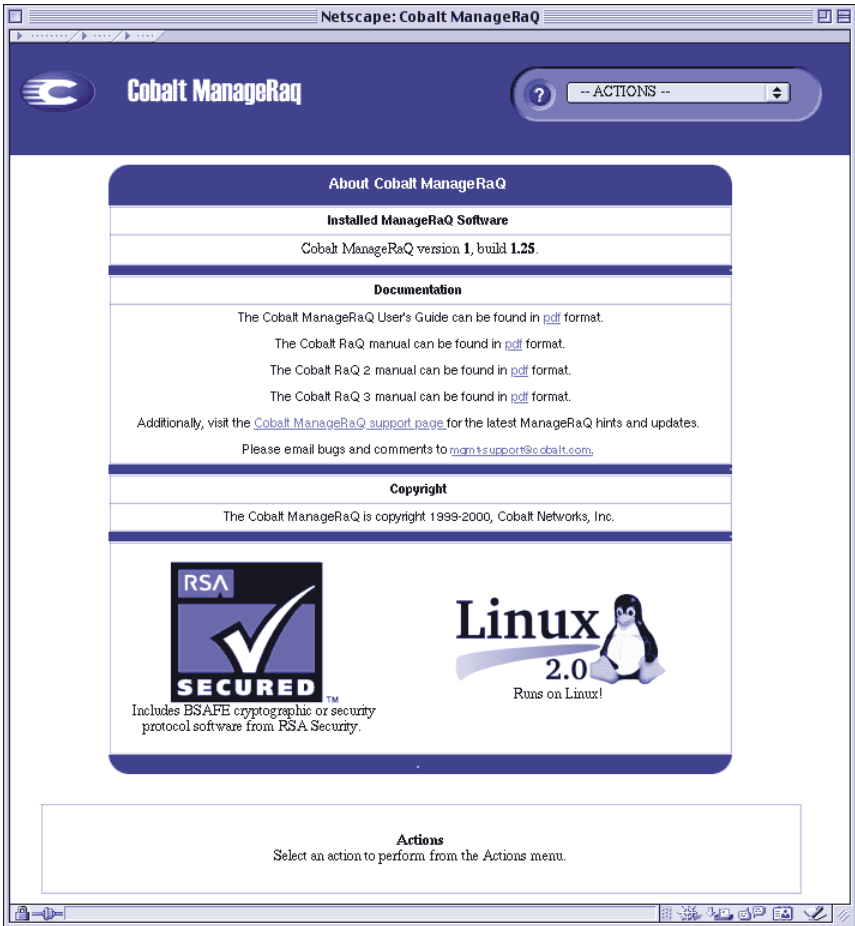 Netscape: Cobalt ManageRaQ
Cobalt ManageRaq
?
-- ACTIONS --
About Cobalt ManageRaQ
Installed ManageRaQ Software
Cobalt ManageRaQ version 1, build 1.25.
Documentation
The Cobalt ManageRaQ User's Guide can be found in pdf format.
The Cobalt RaQ manual can be found in pdf format.
The Cobalt RaQ 2 manual can be found in pdf format.
The Cobalt RaQ 3 manual can be found in pdf format.
Additionally, visit the Cobalt ManageRaQ support page for the latest ManageRaQ hints and updates.
Please email bugs and comments to mgmt-support@cobalt.com.
Copyright
The Cobalt ManageRaQ is copyright 1999-2000, Cobalt Networks, Inc.
RSA
SECURED ™
Includes BSAFE cryptographic or security
protocol software from RSA Security.
Linux
2.0
Runs on Linux!
Actions
Select an action to perform from the Actions menu.